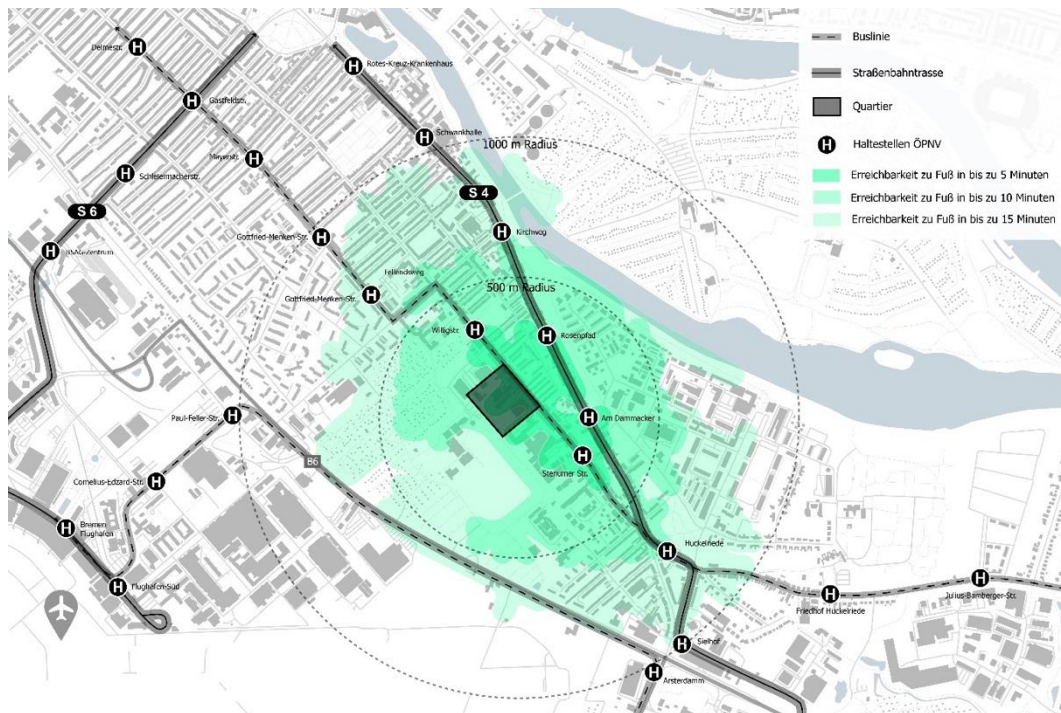 Buslinie
Straßenbahntrasse
Quartier
Haltestellen ÖPNV
Erreichbarkeit zu Fuß in bis zu 5 Minuten
Erreichbarkeit zu Fuß in bis zu 10 Minuten
Erreichbarkeit zu Fuß in bis zu 15 Minuten
Delmestr.
Rotes-Kreuz-Krankenhaus
Gastfeldstr.
Schwankhalle
1000 m Radius
Meyerstr.
Schleiermacherstr.
S 4
S 6
Kirchweg
Gottfried-Menken-Str.
BSAG-Zentrum
Fellendsweg
500 m Radius
Gottfried-Menken-Str.
Willigstr.
Rosenpfad
Paul-Feller-Str.
Am Dammacker
B6
Stenumer Str.
Cornelius-Edzard-Str.
Bremen
Flughafen
Huckelriede
Flughafen-Süd
Friedhof Huckelriede
Julius-Bamberger-Str.
Sielhof
Arsterdamm